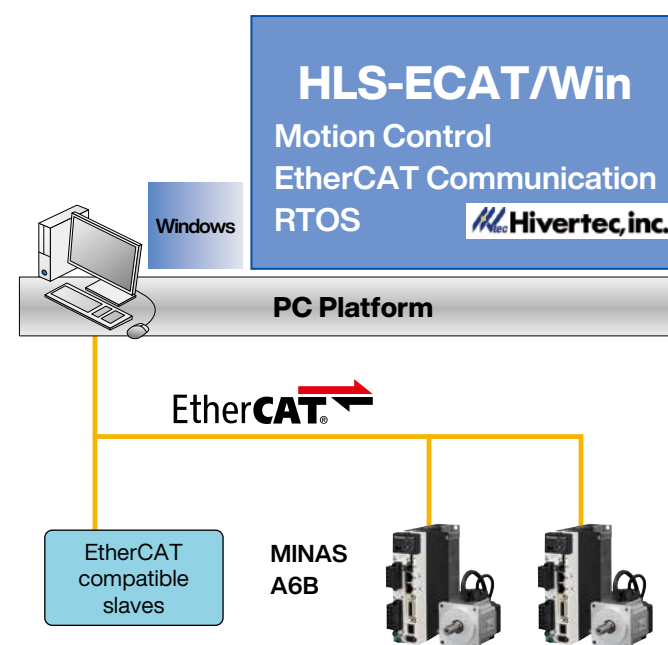 HLS-ECAT/Win
Motion Control
EtherCAT Communication
RTOS
Htec Hivertec, inc.
Windows
PC Platform
EtherCAT®
EtherCAT
compatible
slaves
MINAS
A6B